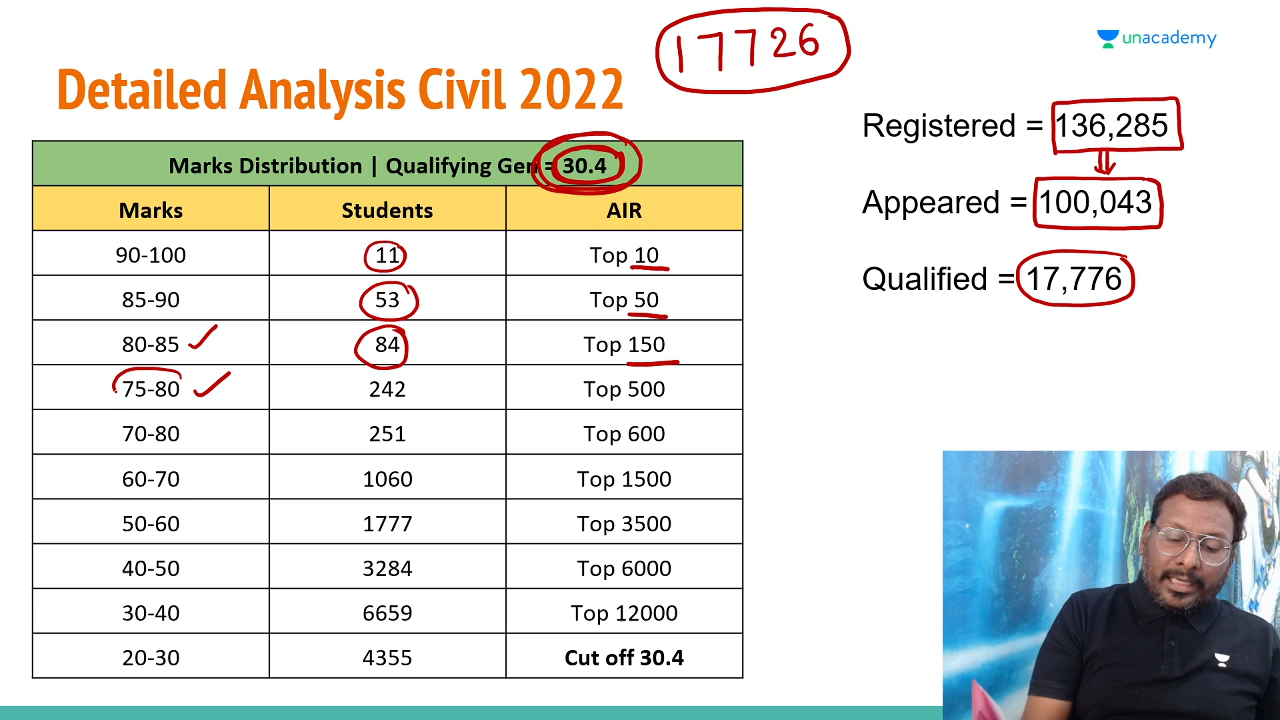 17726
unacademy
Detailed Analysis Civil 2022
Registered = 136,285
Appeared = 100,043
Qualified = 17,776
Marks Distribution | Qualifying Gen = 30.4
Marks Students AIR
90-100 11 Top 10
85-90 53 Top 50
80-85 84 Top 150
75-80 242 Top 500
70-80 251 Top 600
60-70 1060 Top 1500
50-60 1777 Top 3500
40-50 3284 Top 6000
30-40 6659 Top 12000
20-30 4355 Cut off 30.4